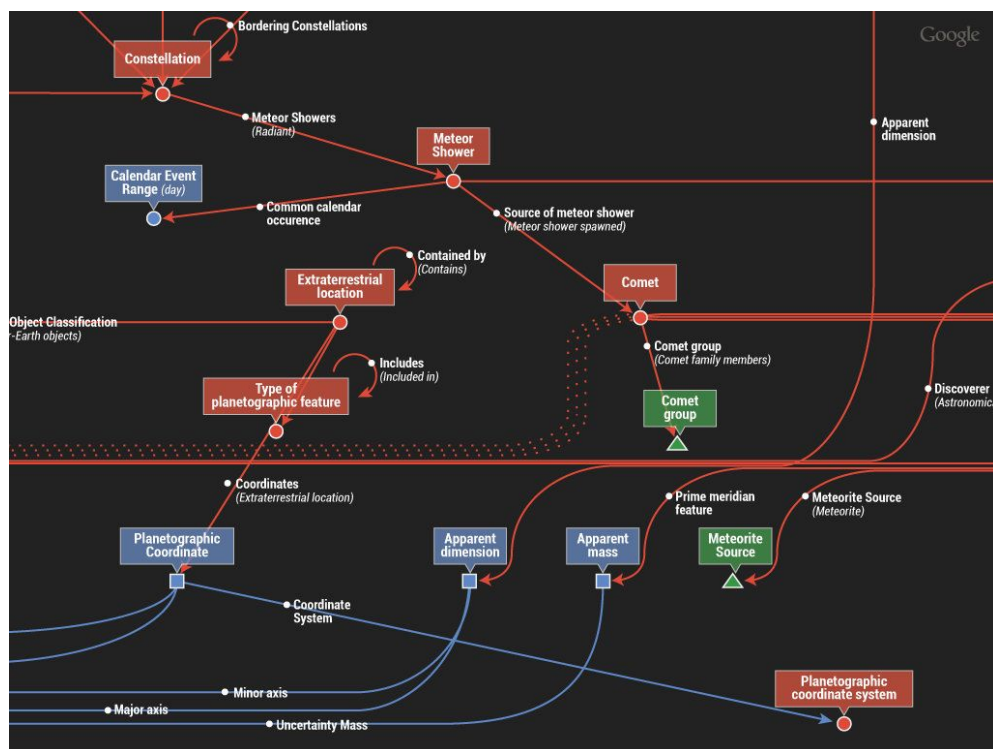 Bordering Constellations
Google
Constellation
Meteor Showers
(Radiant)
Apparent
dimension
Meteor
Shower
Calendar Event
Range (day)
Common calendar
occurence
Source of meteor shower
(Meteor shower spawned)
Contained by
(Contains)
Extraterrestrial
location
Comet
Object Classification
r-Earth objects)
Comet group
(Comet family members)
Includes
(Included in)
Type of
planetographic feature
Discoverer
(Astronomic
Comet
group
Coordinates
(Extraterrestrial location)
Prime meridian
feature
Meteorite Source
(Meteorite)
Planetographic
Coordinate
Apparent
dimension
Apparent
mass
Meteorite
Source
Coordinate
System
Minor axis
Planetographic
coordinate system
Major axis
Uncertainty Mass